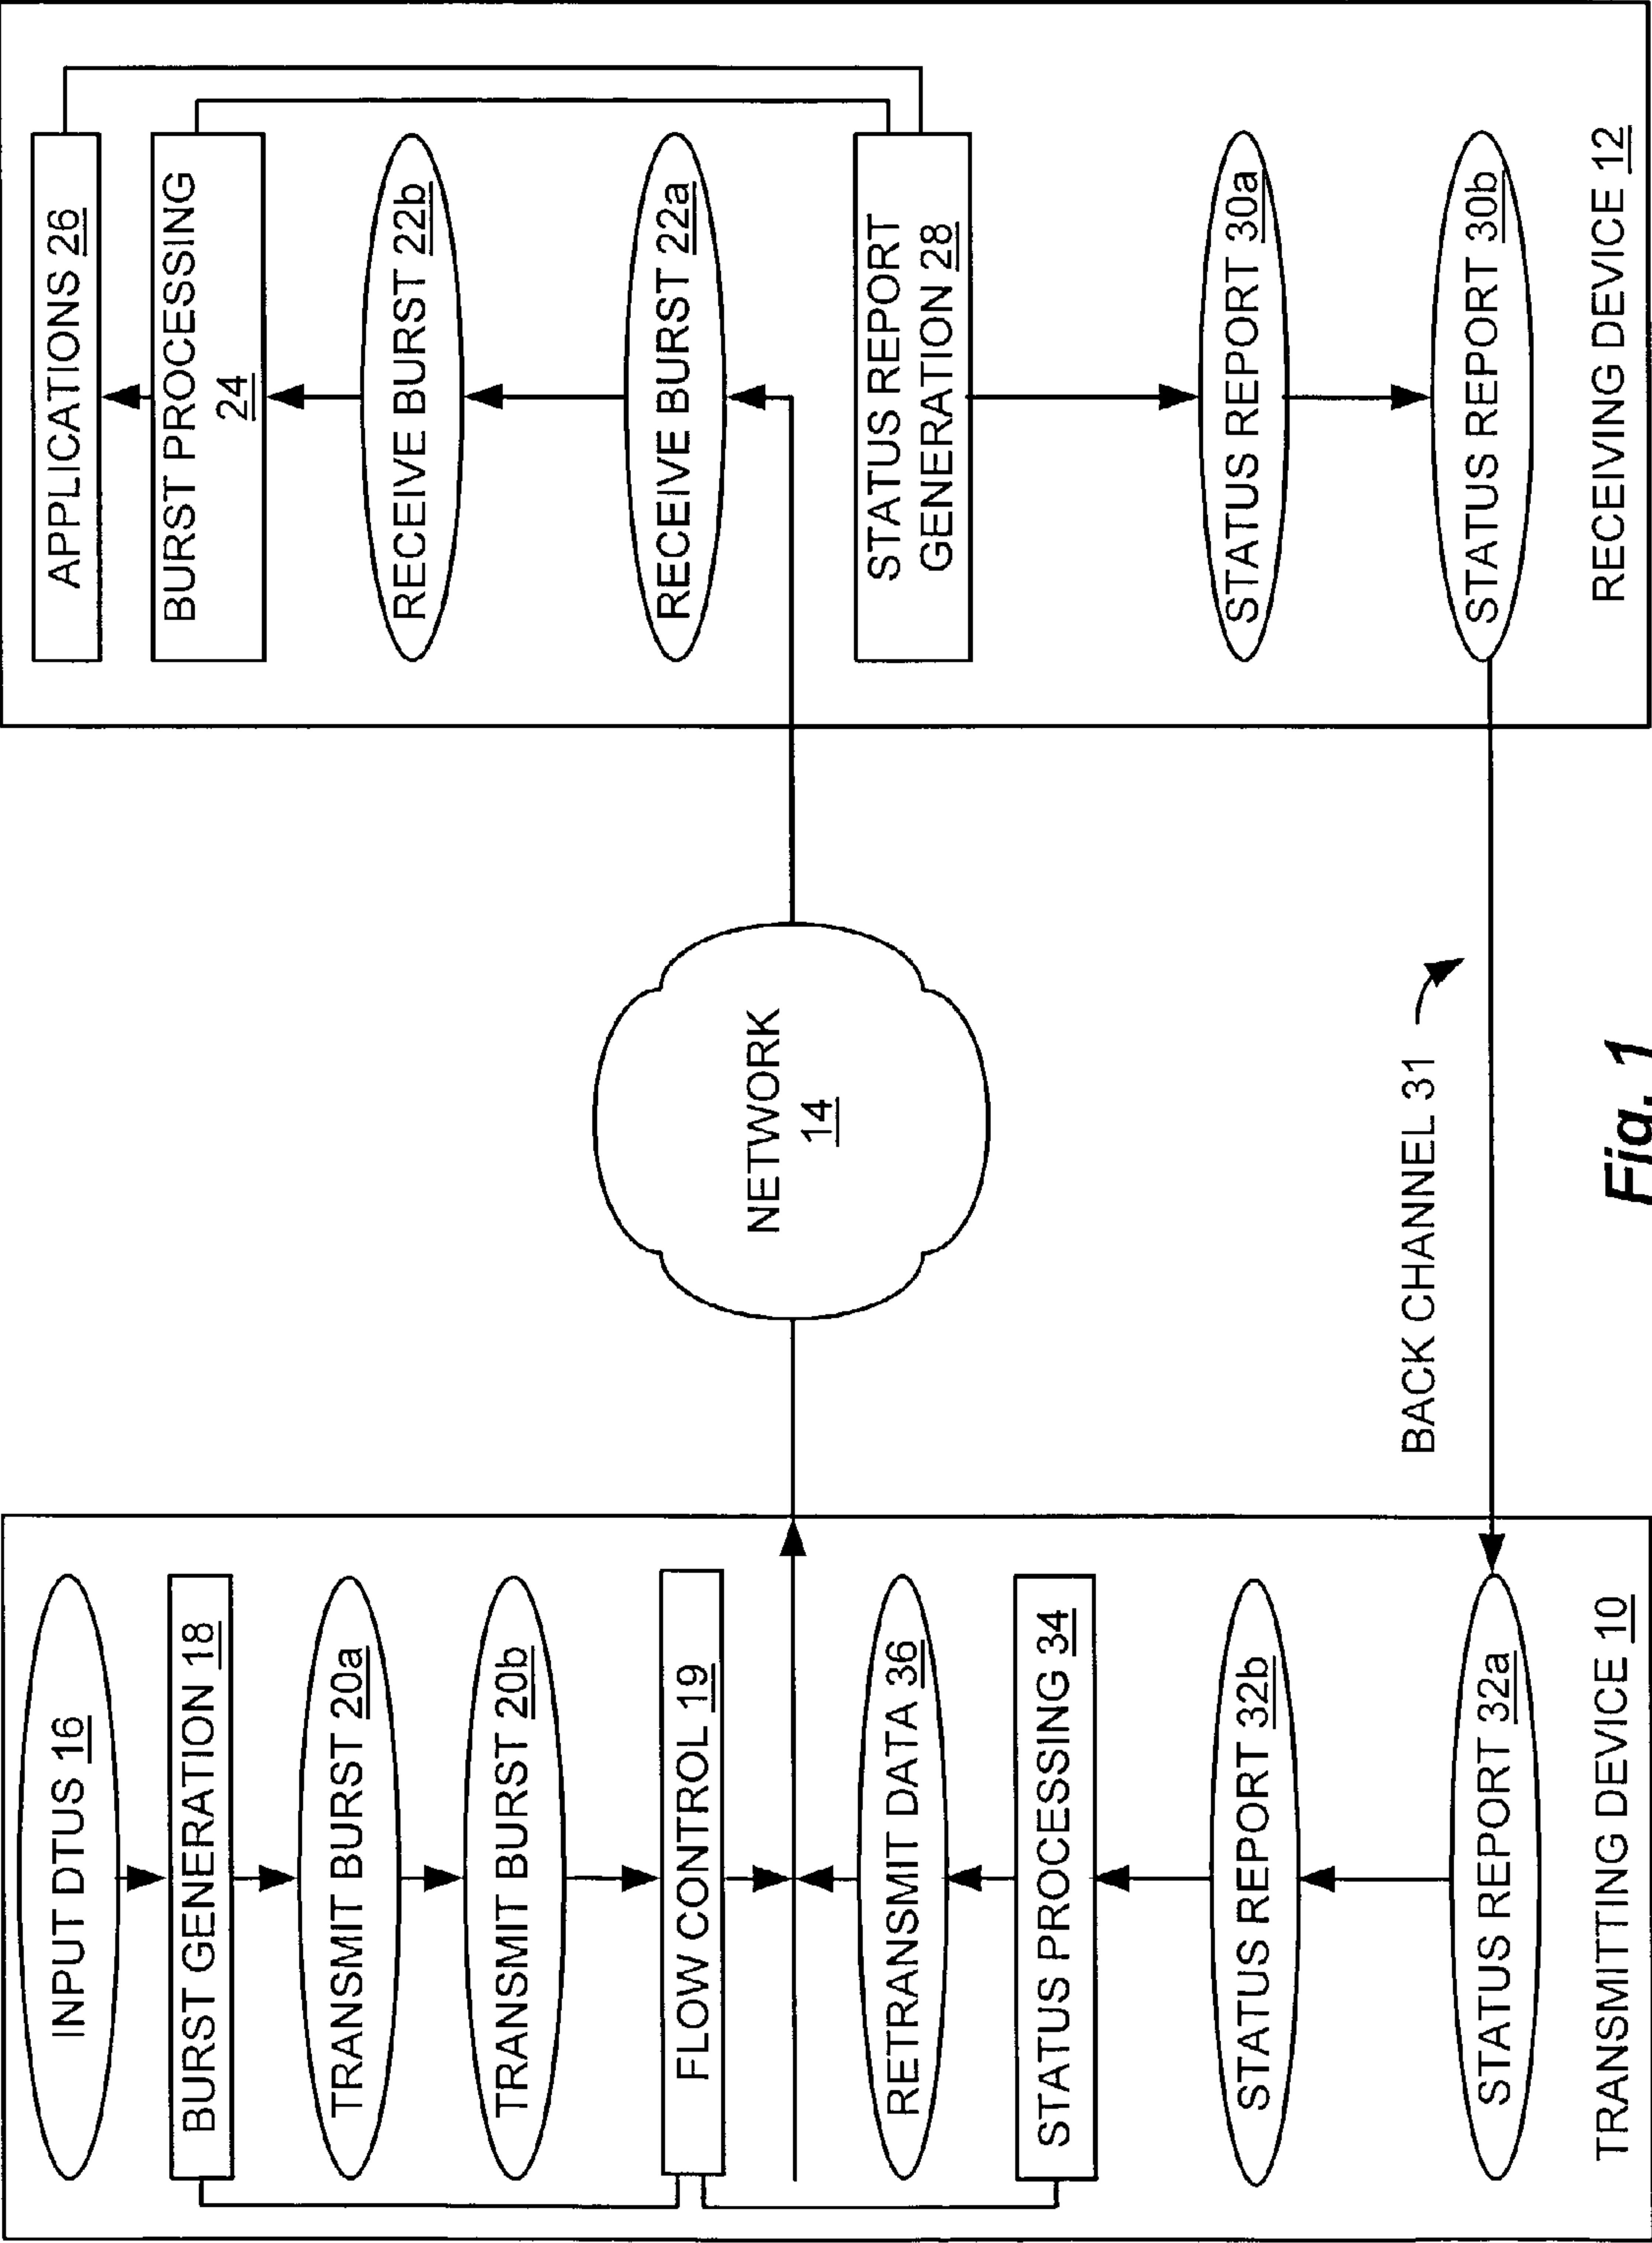 INPUT DTUS 16
BURST GENERATION 18
TRANSMIT BURST 20a
TRANSMIT BURST 20b
FLOW CONTROL 19
RETRANSMIT DATA 36
STATUS PROCESSING 34
STATUS REPORT 32b
STATUS REPORT 32a
TRANSMITTING DEVICE 10
NETWORK
14
BACK CHANNEL 31
APPLICATIONS 26
BURST PROCESSING
24
RECEIVE BURST 22b
RECEIVE BURST 22a
STATUS REPORT
GENERATION 28
STATUS REPORT 30a
STATUS REPORT 30b
RECEIVING DEVICE 12
Fig. 1